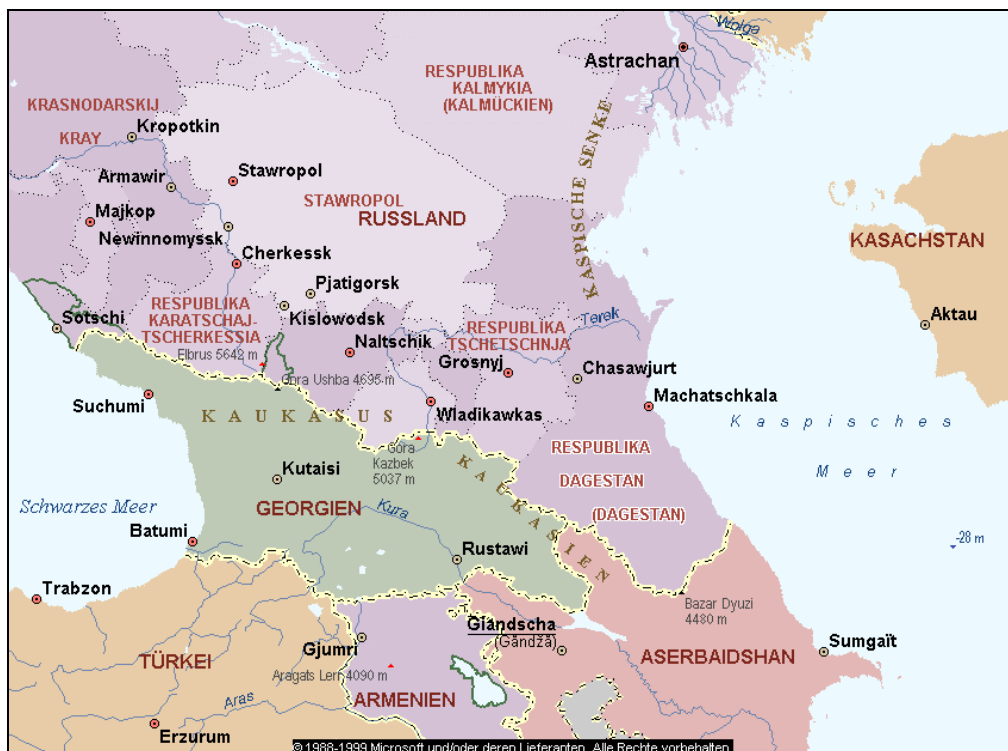 Wolga
Astrachan
RESPUBLIKA
KALMYKIA
(KALMÜCKIEN)
KRASNODARSKIJ
KRAY
Kropotkin
KASPISCHE SENKE
Armawir
Stawropol
STAWROPOL
RUSSLAND
Majkop
Newinnomyssk
KASACHSTAN
Cherkessk
Pjatigorsk
RESPUBLIKA
KARATSCHAJ-
TSCHERKESSIA
Kislowodsk
Sotschi
Terek
Aktau
RESPUBLIKA
TSCHETSCHNJA
Naltschik
Elbrus 5642 m
Grosnyj
Gora Ushba 4695 m
Chasawjurt
Suchumi
Machatschkala
KAUKASUS
Wladikawkas
Kaspisches
Meer
Gora
Kazbek
5037 m
RESPUBLIKA
DAGESTAN
(DAGESTAN)
KAUKASIEN
Kutaisi
Schwarzes Meer
GEORGIEN
Kura
Batumi
-28 m
Rustawi
Trabzon
Bazar Dyuzi
4480 m
Giandscha
(Gändzä)
Gjumri
Sumgaït
TÜRKEI
ASERBAIDSHAN
Aragats Lerr 4090 m
Aras
ARMENIEN
Erzurum
© 1988-1999 Microsoft und/oder deren Lieferanten. Alle Rechte vorbehalten.